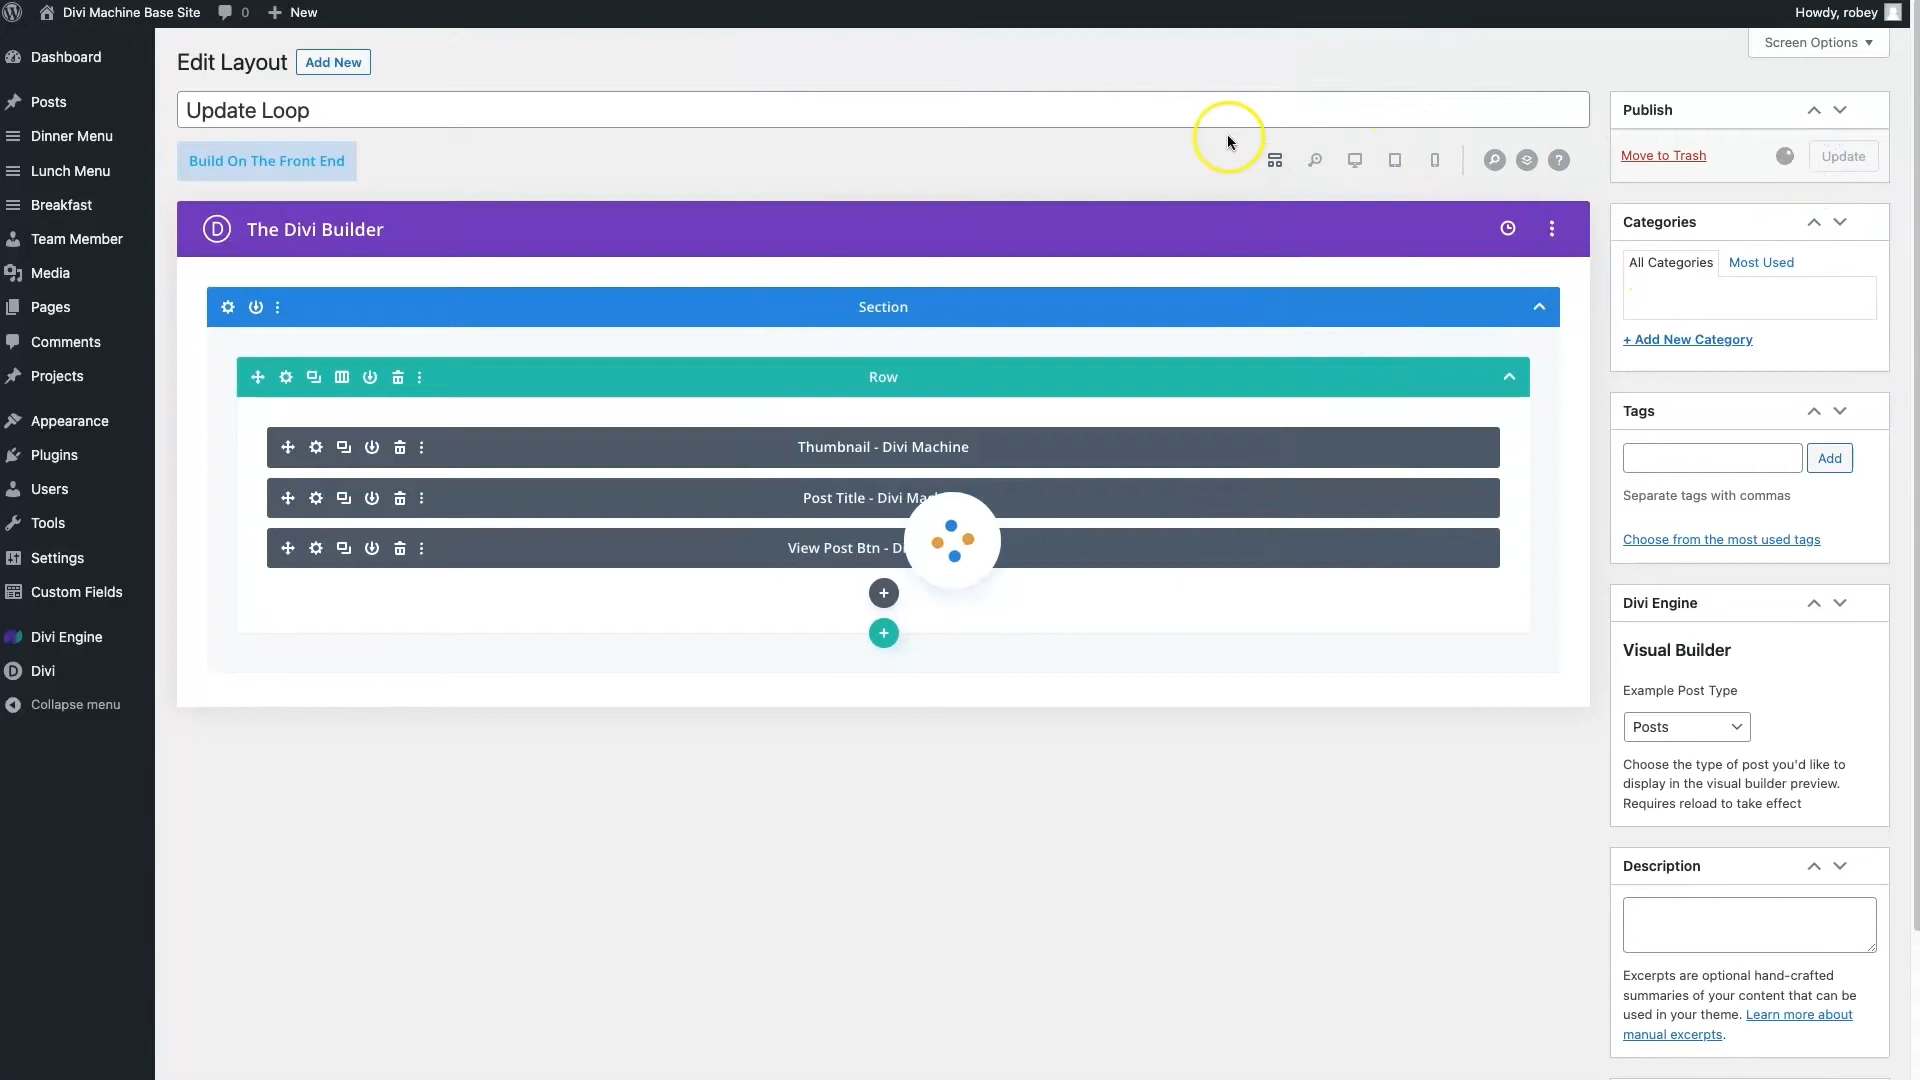 Divi Machine Base Site
0
New
Howdy, robey
Screen Options
Dashboard
Posts
Dinner Menu
Lunch Menu
Breakfast
Team Member
Media
Pages
Comments
Projects
Appearance
Plugins
Users
Tools
Settings
Custom Fields
Divi Engine
Divi
Collapse menu
Edit Layout
Add New
Update Loop
Build On The Front End
The Divi Builder
Section
Row
Thumbnail - Divi Machine
Post Title - Divi
View Post Btn -
Publish
Move to Trash
Update
Categories
All Categories
Most Used
+ Add New Category
Tags
Add
Separate tags with commas
Choose from the most used tags
Divi Engine
Visual Builder
Example Post Type
Posts
Choose the type of post you'd like to
display in the visual builder preview.
Requires reload to take effect
Description
Excerpts are optional hand-crafted
summaries of your content that can be
used in your theme. Learn more about
manual excerpts.